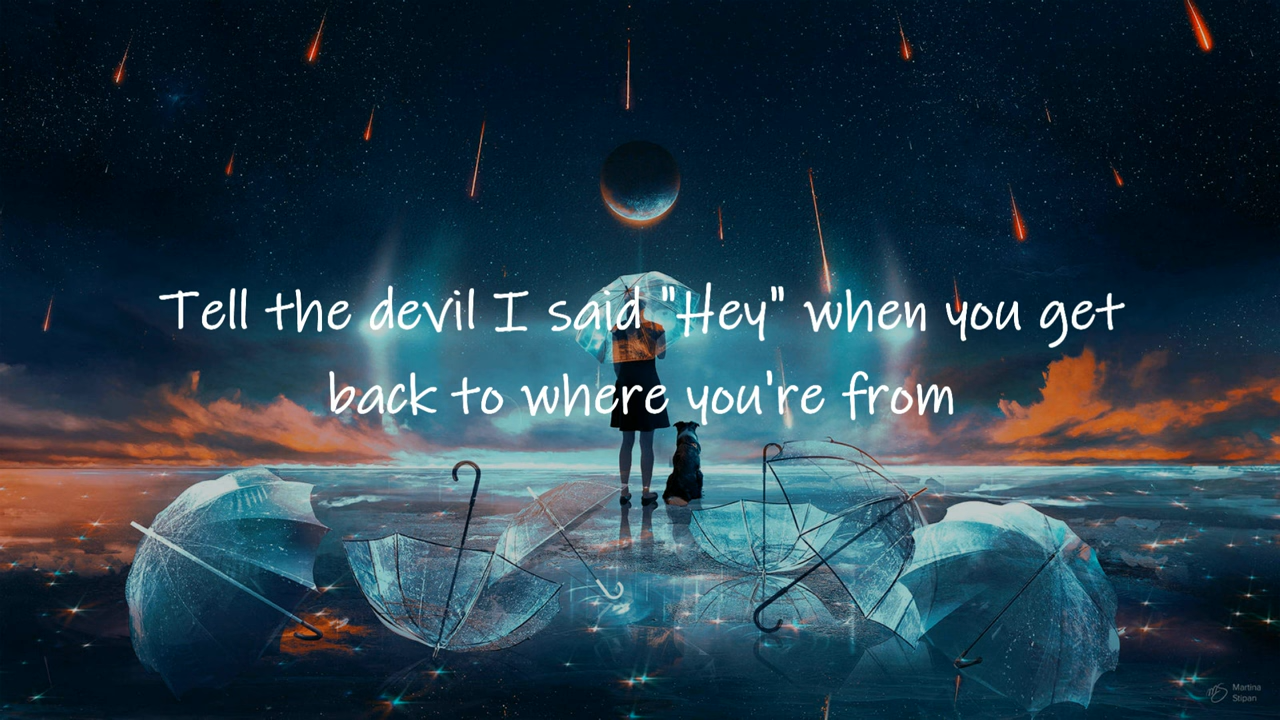 Tell the devil I said "Hey" when you get
back to where you're from
Martina
Stipan